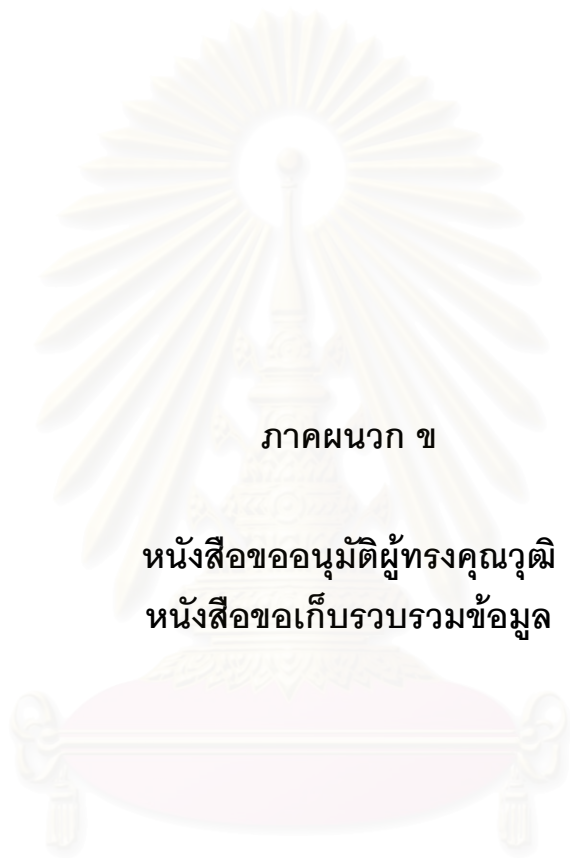 ภาคผนวก ข
หนังสือขออนุมัติผู้ทรงคุณวุฒิ
หนังสือขอเก็บรวบรวมข้อมูล